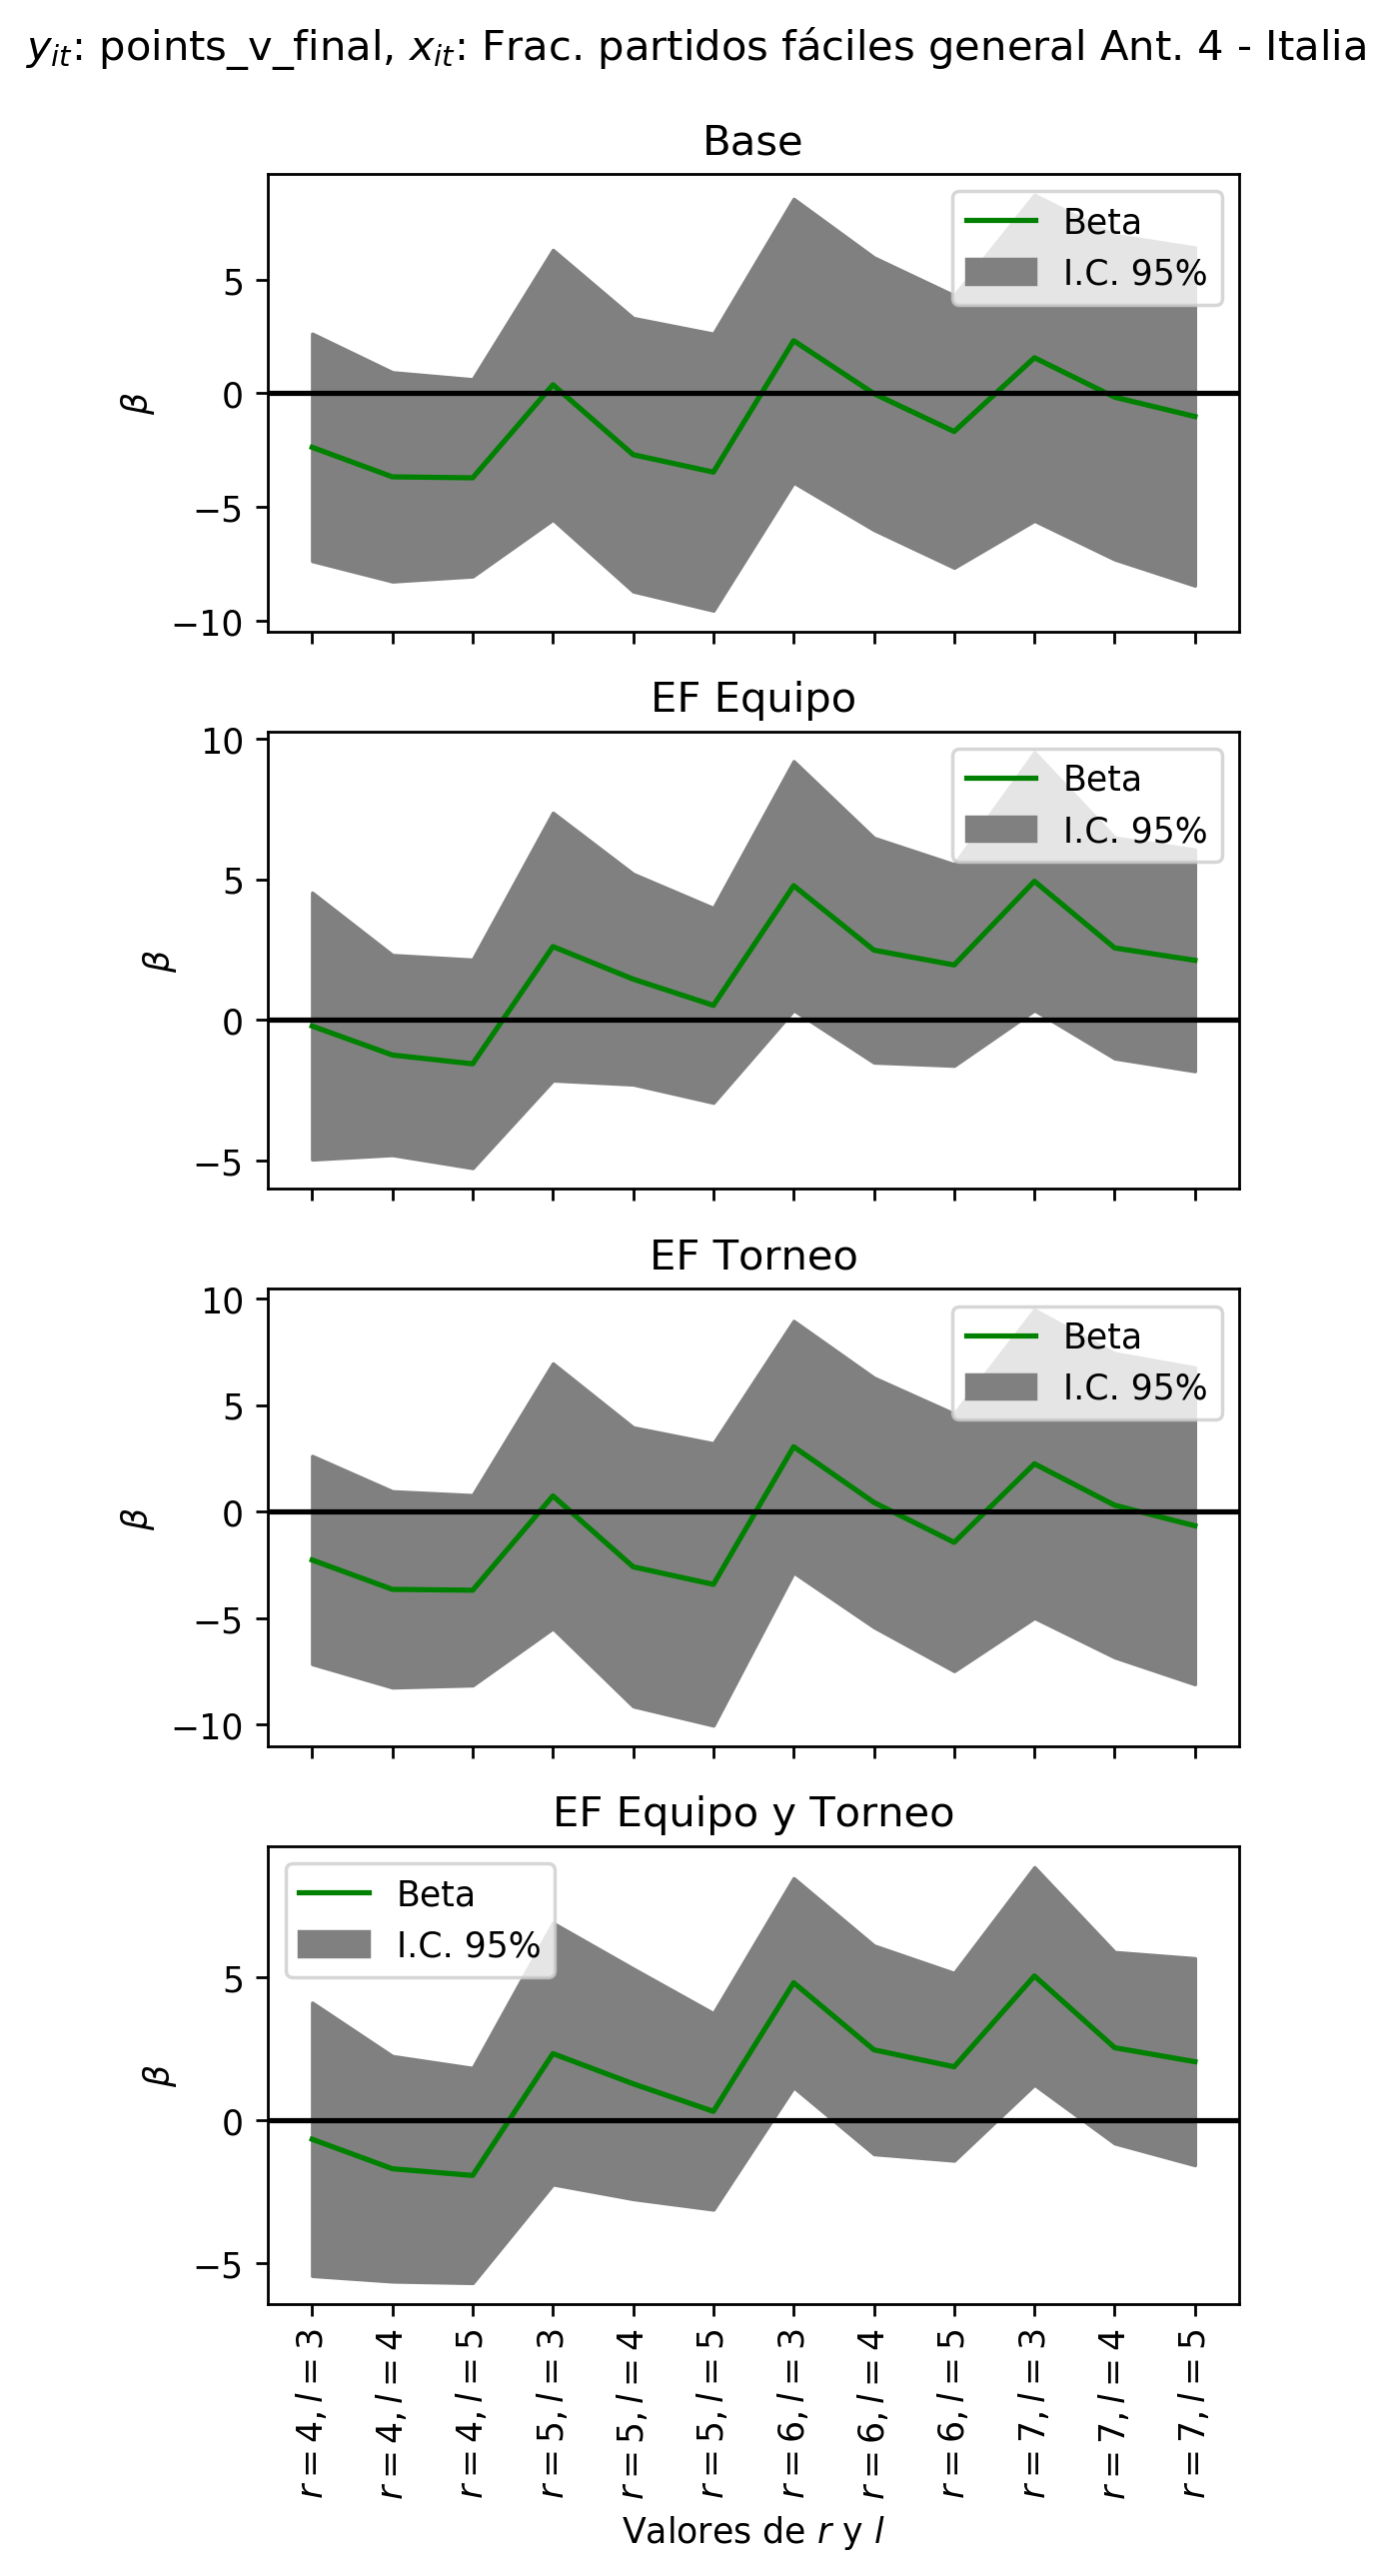 y_it: points_v_final, x_it: Frac. partidos fáciles general Ant. 4 - Italia
Base
Beta
I.C. 95%
5
0
−5
−10
β
EF Equipo
Beta
I.C. 95%
10
5
0
−5
β
EF Torneo
Beta
I.C. 95%
10
5
0
−5
−10
β
EF Equipo y Torneo
Beta
I.C. 95%
5
0
−5
β
r = 4, l = 3
r = 4, l = 4
r = 4, l = 5
r = 5, l = 3
r = 5, l = 4
r = 5, l = 5
r = 6, l = 3
r = 6, l = 4
r = 6, l = 5
r = 7, l = 3
r = 7, l = 4
r = 7, l = 5
Valores de r y l